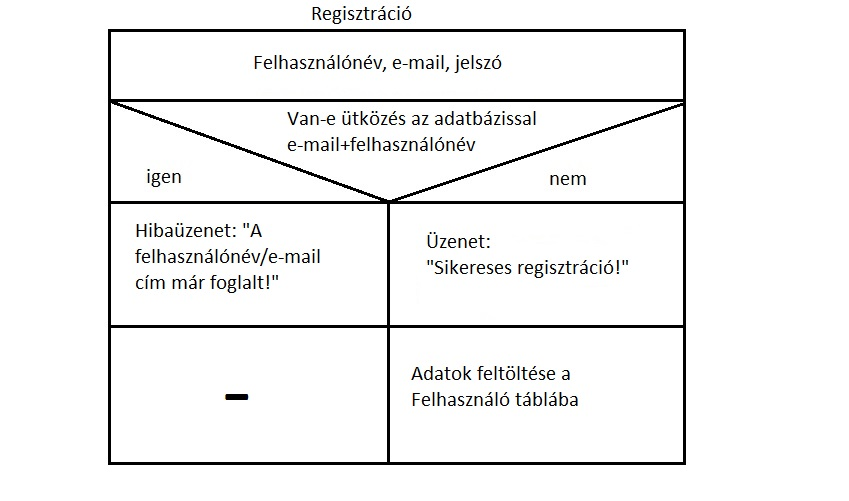 Regisztráció
Felhasználónév, e-mail, jelszó
Van-e ütközés az adatbázissal
e-mail+felhasználónév
igen
nem
Hibaüzenet: "A
felhasználónév/e-mail
cím már foglalt!"
Üzenet:
"Sikereses regisztráció!"
-
Adatok feltöltése a
Felhasználó táblába